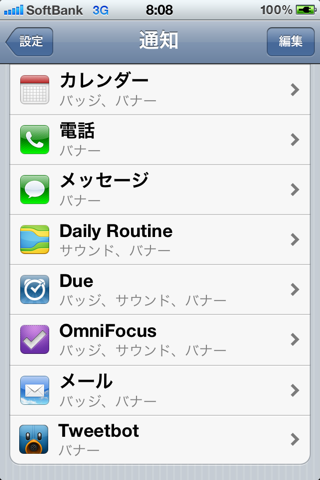 SoftBank 3G 8:08 100%
設定 通知 編集
カレンダー
バッジ、バナー
電話
バナー
メッセージ
バナー
Daily Routine
サウンド、バナー
Due
バッジ、サウンド、バナー
OmniFocus
バッジ、サウンド、バナー
メール
バッジ、バナー
Tweetbot
バナー